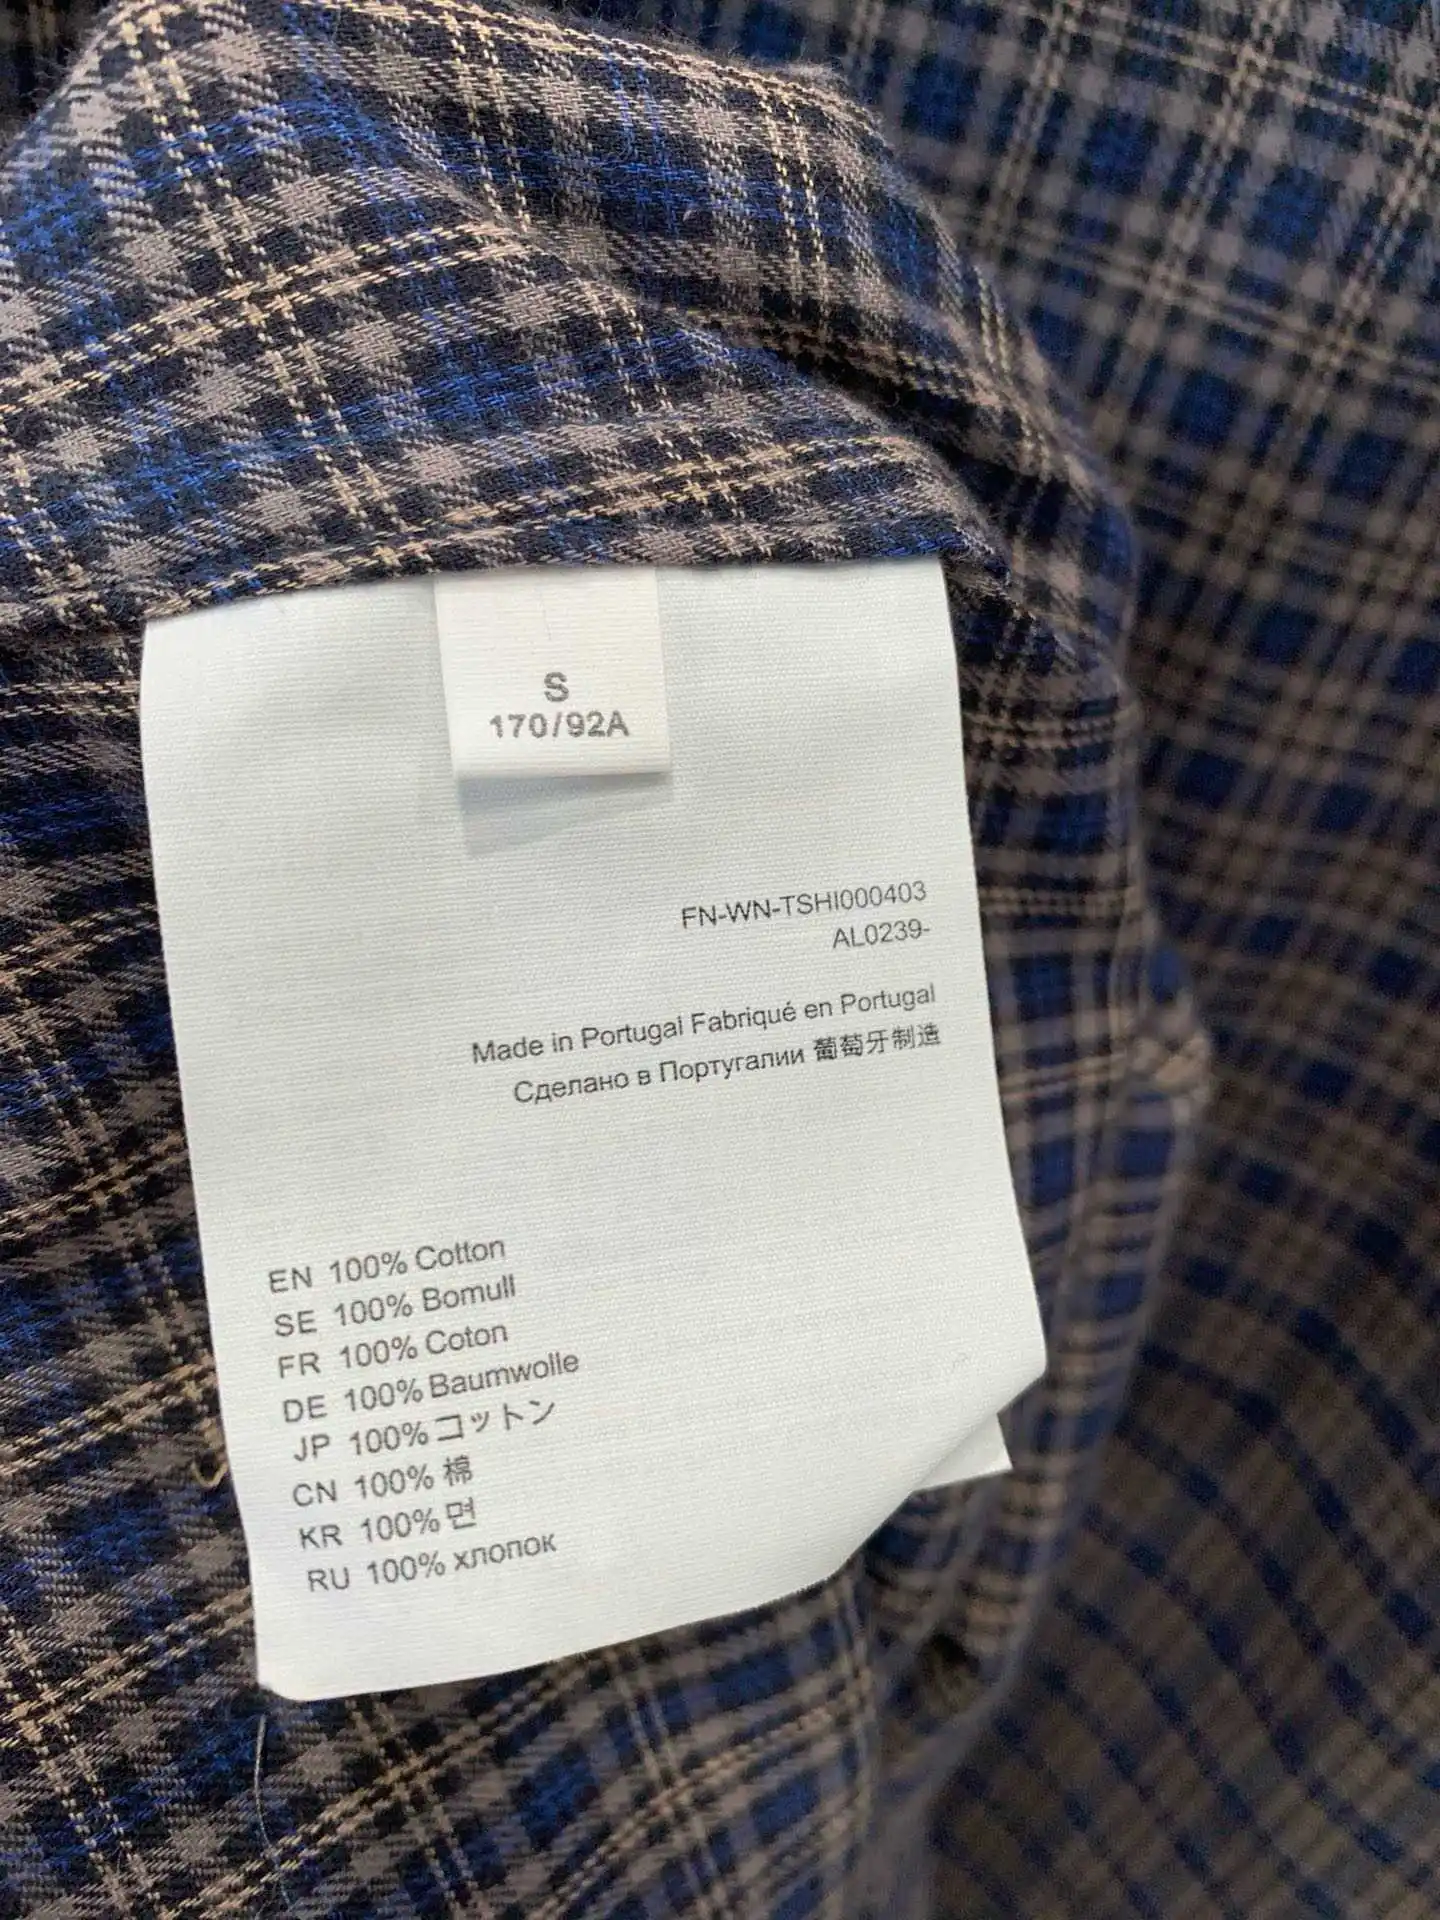 S
170/92A
FN-WN-TSHI000403
AL0239-
Made in Portugal Fabriqué en Portugal
Сделано в Португалии 葡萄牙制造
EN 100% Cotton
SE 100% Bomull
FR 100% Coton
DE 100% Baumwolle
JP 100% コットン
CN 100% 棉
KR 100% 면
RU 100% хлопок